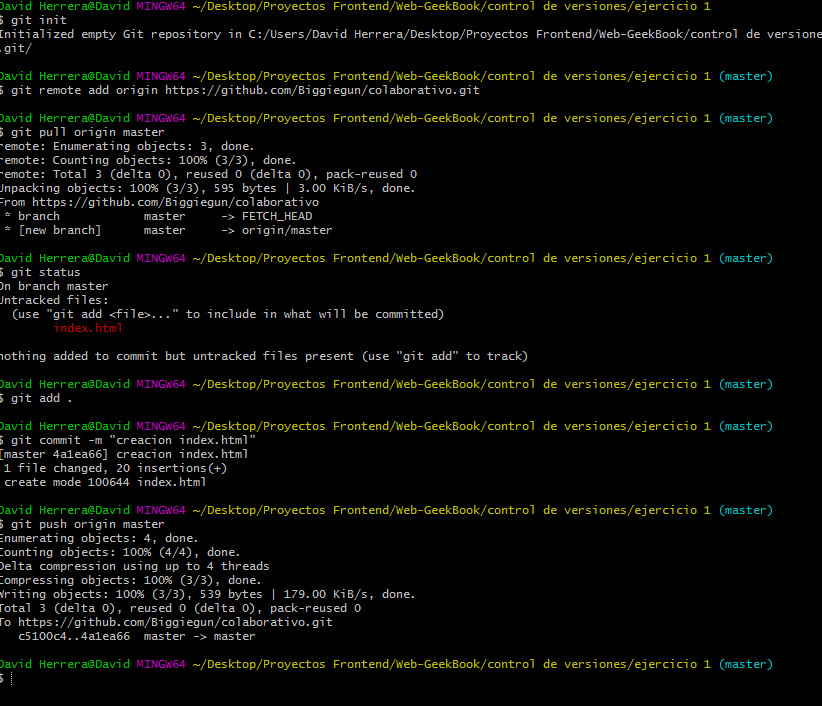 David Herrera@David MINGW64 ~/Desktop/Proyectos Frontend/Web-GeekBook/control de versiones/ejercicio 1
$ git init
Initialized empty Git repository in C:/Users/David Herrera/Desktop/Proyectos Frontend/Web-GeekBook/control de versione
.git/
David Herrera@David MINGW64 ~/Desktop/Proyectos Frontend/Web-GeekBook/control de versiones/ejercicio 1 (master)
$ git remote add origin https://github.com/Biggiegun/colaborativo.git
David Herrera@David MINGW64 ~/Desktop/Proyectos Frontend/Web-GeekBook/control de versiones/ejercicio 1 (master)
$ git pull origin master
remote: Enumerating objects: 3, done.
remote: Counting objects: 100% (3/3), done.
remote: Total 3 (delta 0), reused 0 (delta 0), pack-reused 0
Unpacking objects: 100% (3/3), 595 bytes | 3.00 KiB/s, done.
From https://github.com/Biggiegun/colaborativo
* branch master -> FETCH_HEAD
* [new branch] master -> origin/master
David Herrera@David MINGW64 ~/Desktop/Proyectos Frontend/Web-GeekBook/control de versiones/ejercicio 1 (master)
$ git status
On branch master
Untracked files:
(use "git add <file>..." to include in what will be committed)
index.html
nothing added to commit but untracked files present (use "git add" to track)
David Herrera@David MINGW64 ~/Desktop/Proyectos Frontend/Web-GeekBook/control de versiones/ejercicio 1 (master)
$ git add .
David Herrera@David MINGW64 ~/Desktop/Proyectos Frontend/Web-GeekBook/control de versiones/ejercicio 1 (master)
$ git commit -m "creacion index.html"
[master 4a1ea66] creacion index.html
1 file changed, 20 insertions(+)
create mode 100644 index.html
David Herrera@David MINGW64 ~/Desktop/Proyectos Frontend/Web-GeekBook/control de versiones/ejercicio 1 (master)
$ git push origin master
Enumerating objects: 4, done.
Counting objects: 100% (4/4), done.
Delta compression using up to 4 threads
Compressing objects: 100% (3/3), done.
Writing objects: 100% (3/3), 539 bytes | 179.00 KiB/s, done.
Total 3 (delta 0), reused 0 (delta 0), pack-reused 0
To https://github.com/Biggiegun/colaborativo.git
c5100c4..4a1ea66 master -> master
David Herrera@David MINGW64 ~/Desktop/Proyectos Frontend/Web-GeekBook/control de versiones/ejercicio 1 (master)
$